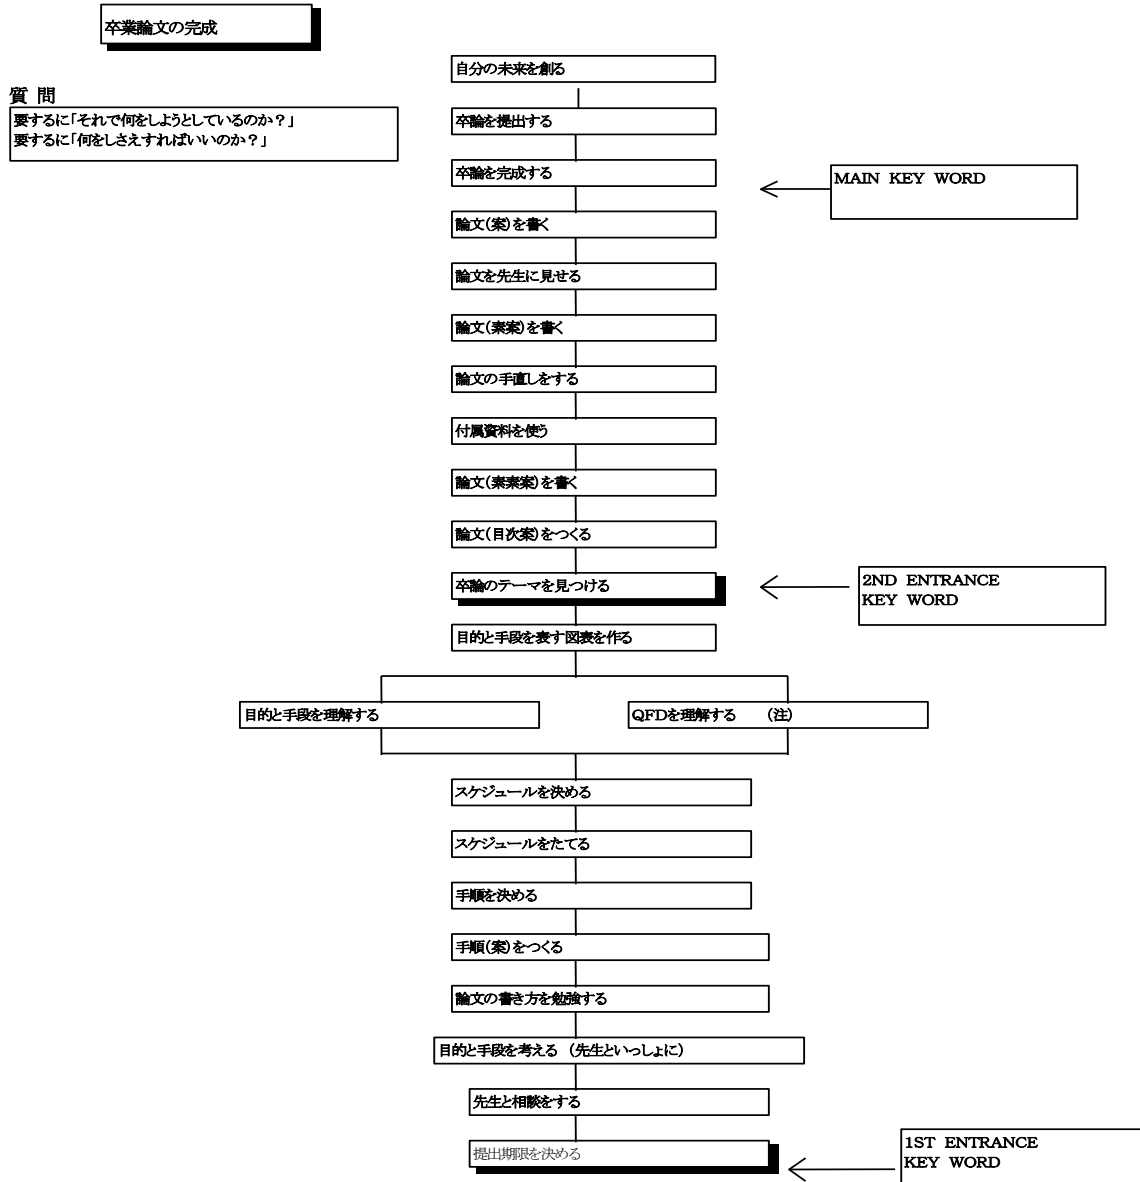 卒業論文の完成
自分の未来を創る
質 問
要するに「それで何をしようとしているのか？」
要するに「何をしさえすればいいのか？」
卒論を提出する
卒論を完成する
MAIN KEY WORD
論文(案)を書く
論文を先生に見せる
論文(素案)を書く
論文の手直しをする
付属資料を使う
論文(素素案)を書く
論文(目次案)をつくる
卒論のテーマを見つける
2ND ENTRANCE
KEY WORD
目的と手段を表す図表を作る
目的と手段を理解する
QFDを理解する (注)
スケジュールを決める
スケジュールをたてる
手順を決める
手順(案)をつくる
論文の書き方を勉強する
目的と手段を考える (先生といっしょに)
先生と相談をする
提出期限を決める
1ST ENTRANCE
KEY WORD